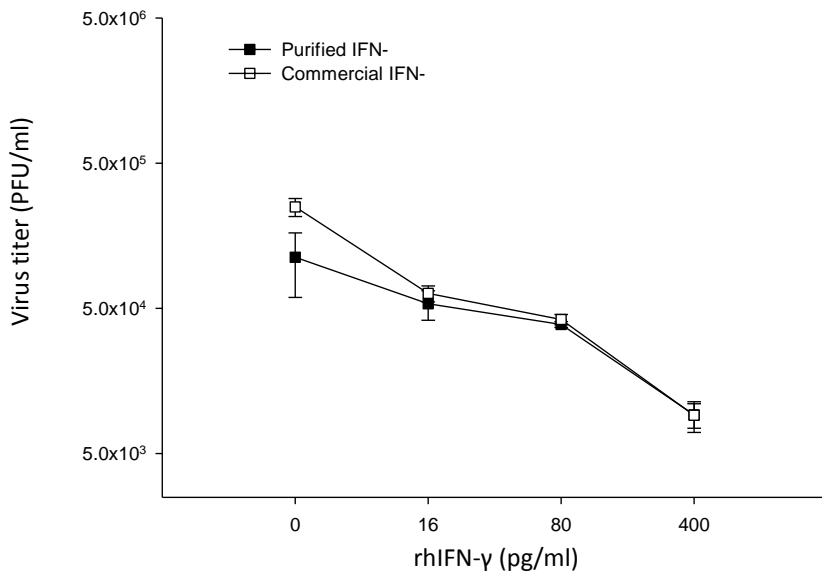 5.0x10⁶
Purified IFN-
Commercial IFN-
5.0x10⁵
Virus titer (PFU/ml)
5.0x10⁴
5.0x10³
0 16 80 400
rhIFN-γ (pg/ml)